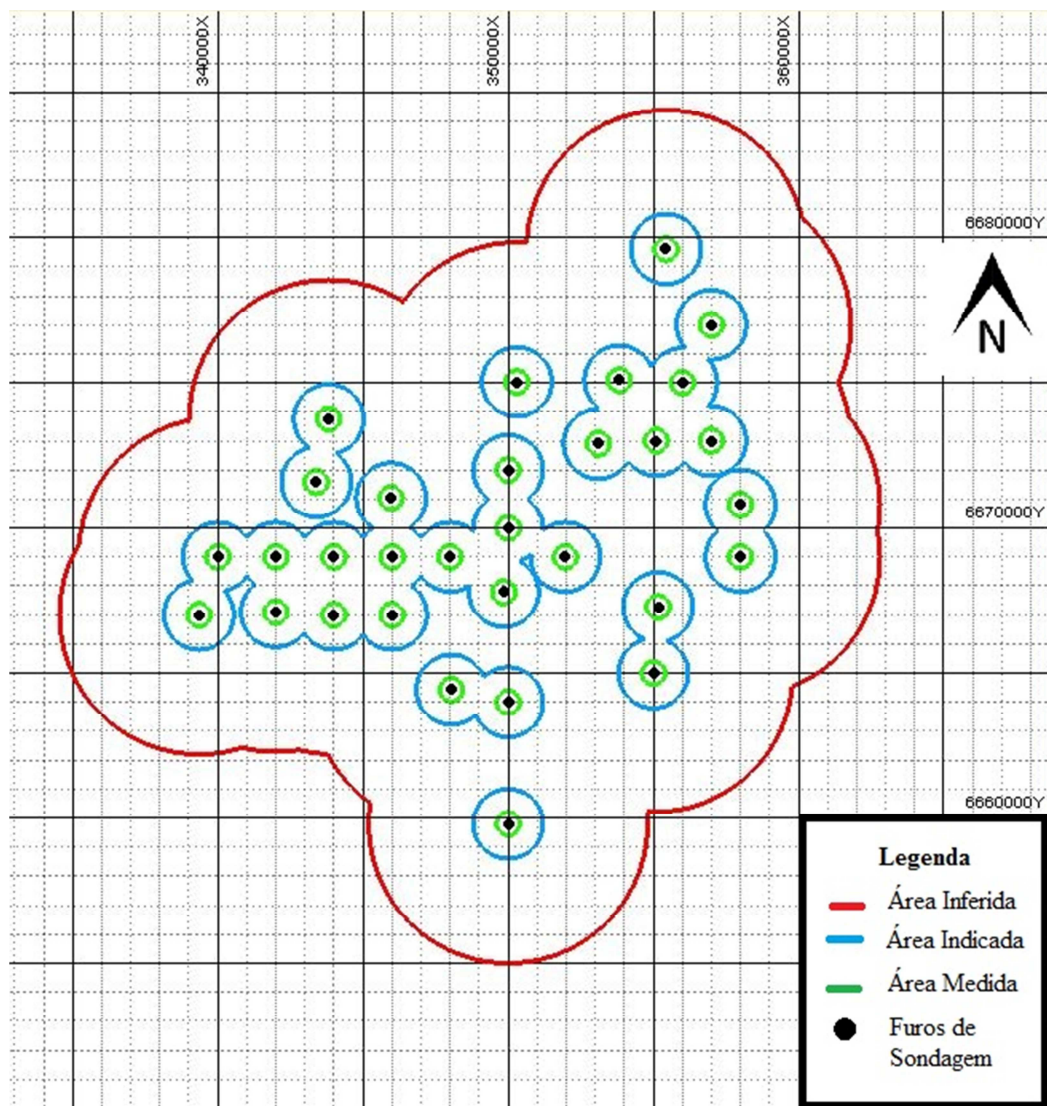 340000X
350000X
360000X
6680000Y
N
6670000Y
6660000Y
Legenda
Área Inferida
Área Indicada
Área Medida
Furos de
Sondagem